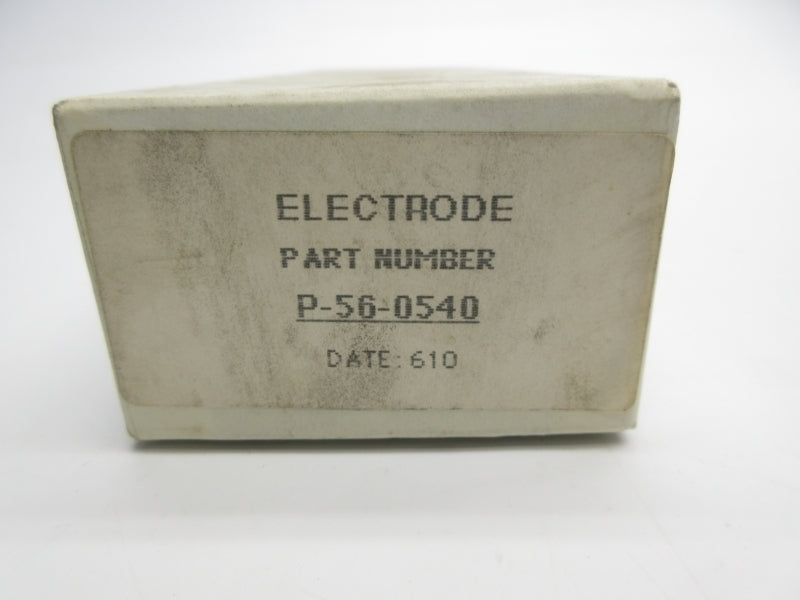 ELECTRODE
PART NUMBER
P-56-0540
DATE: 610